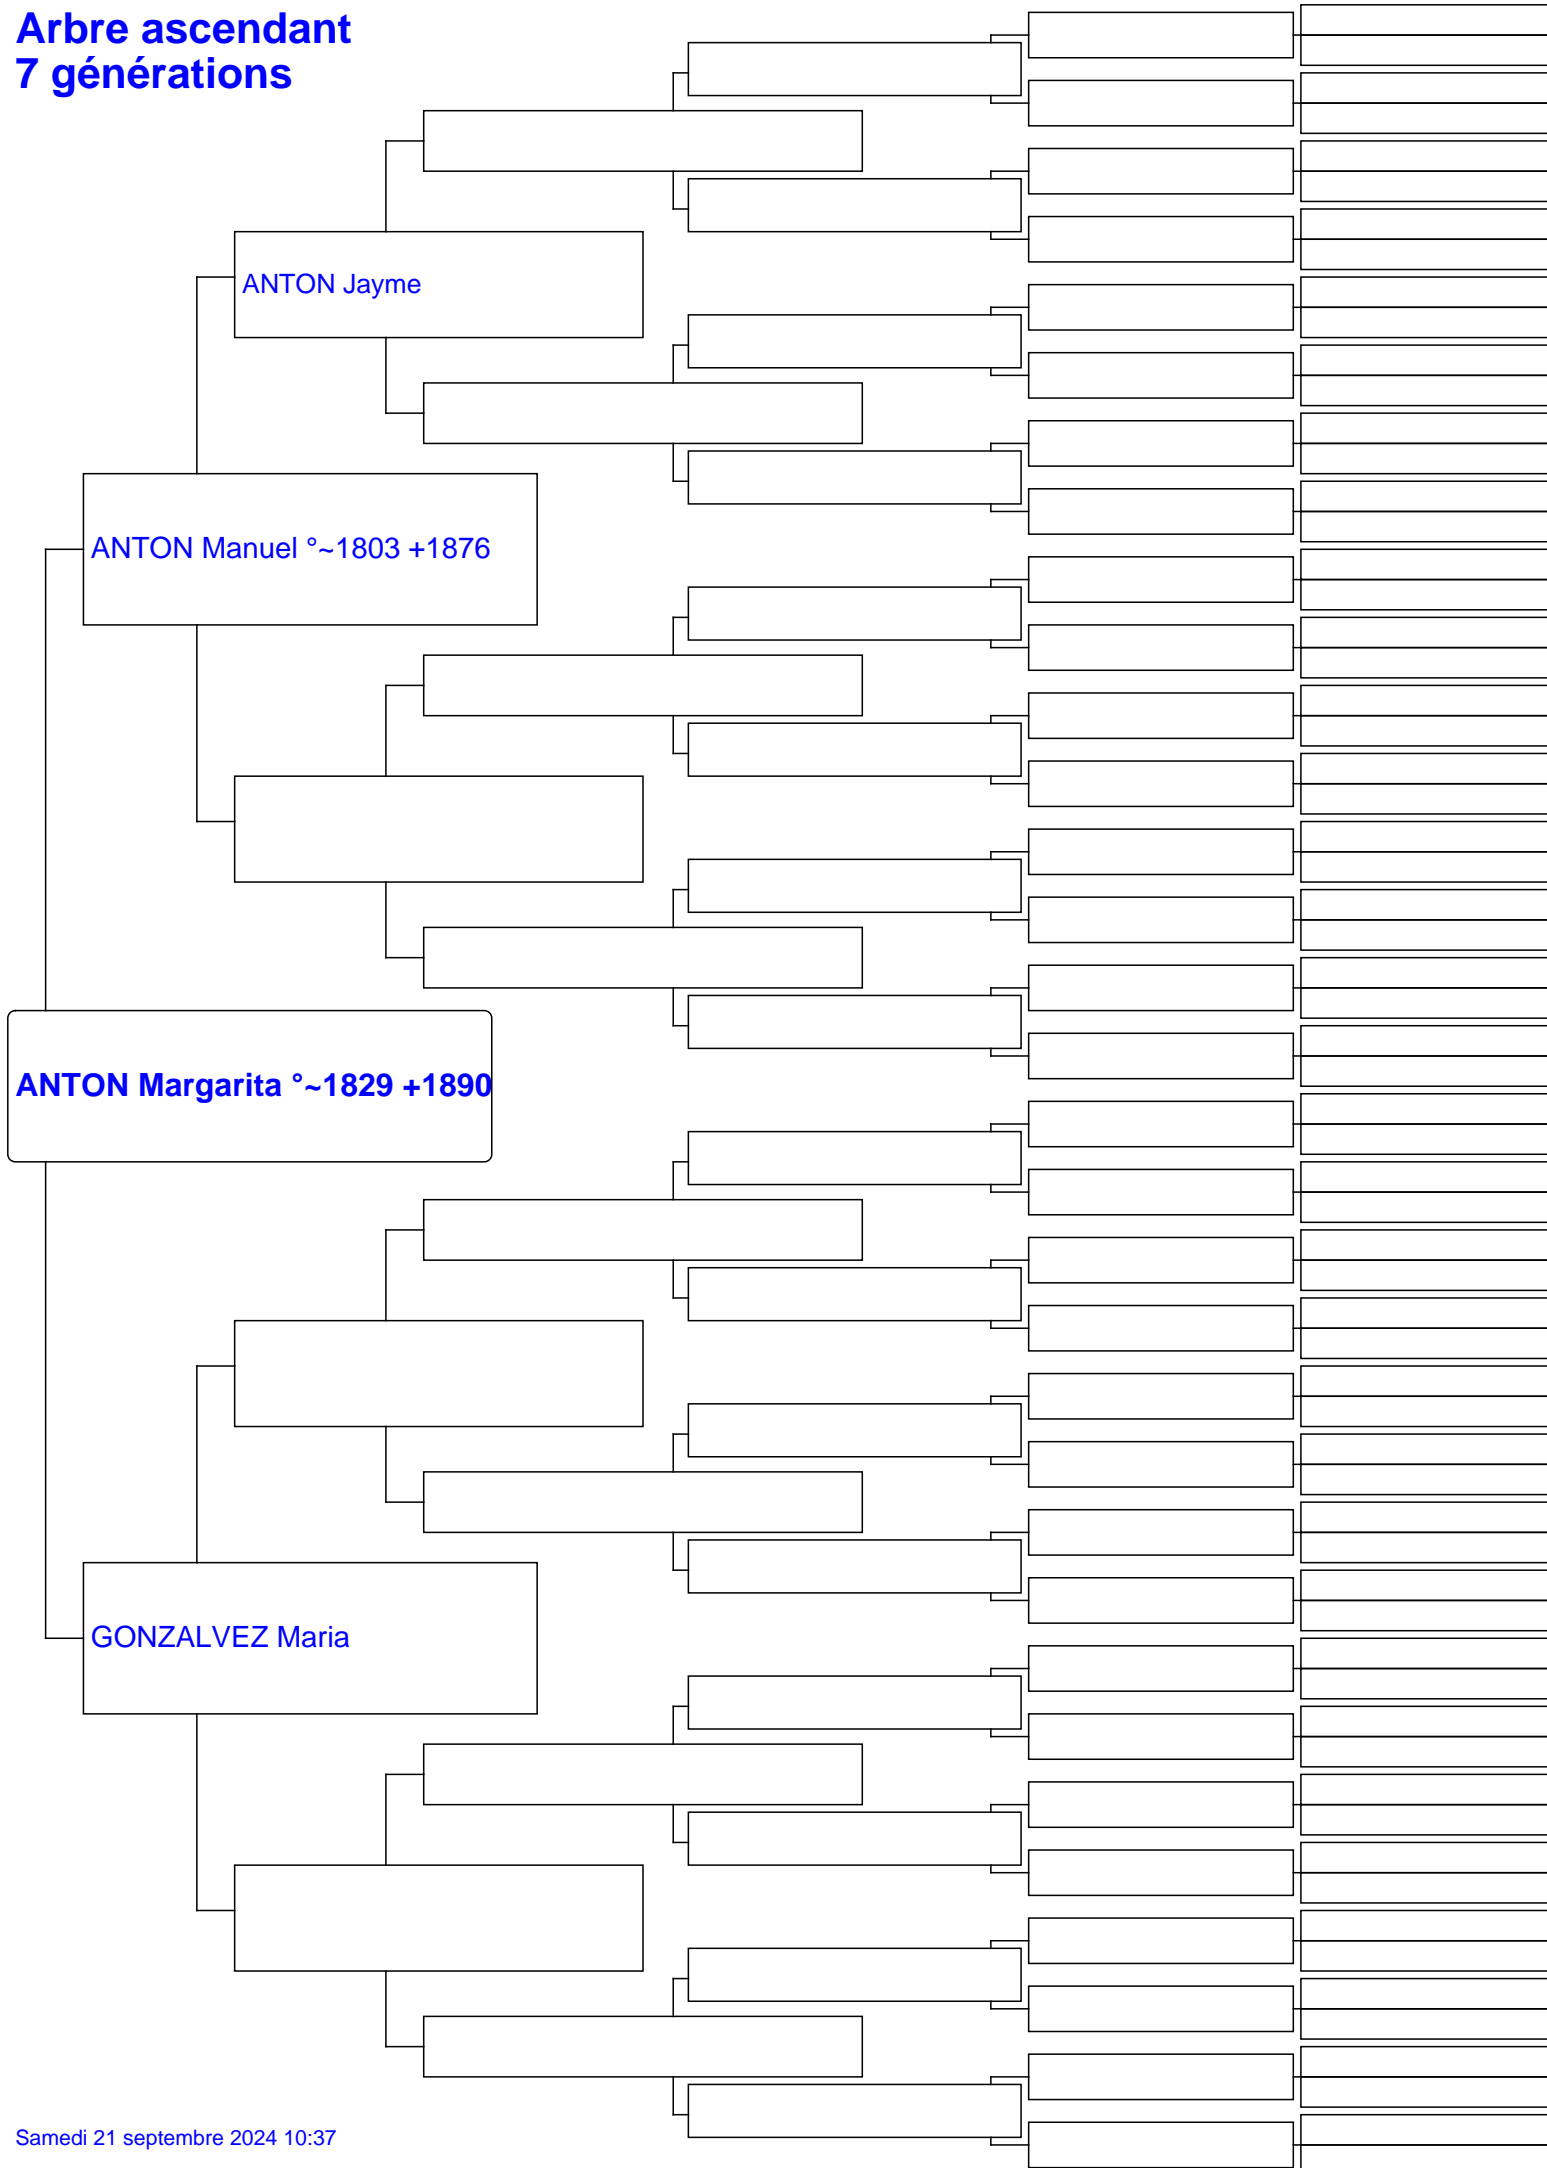 Arbre ascendant
7 générations
ANTON Jayme
ANTON Manuel °~1803 +1876
ANTON Margarita °~1829 +1890
GONZALVEZ Maria
Samedi 21 septembre 2024 10:37